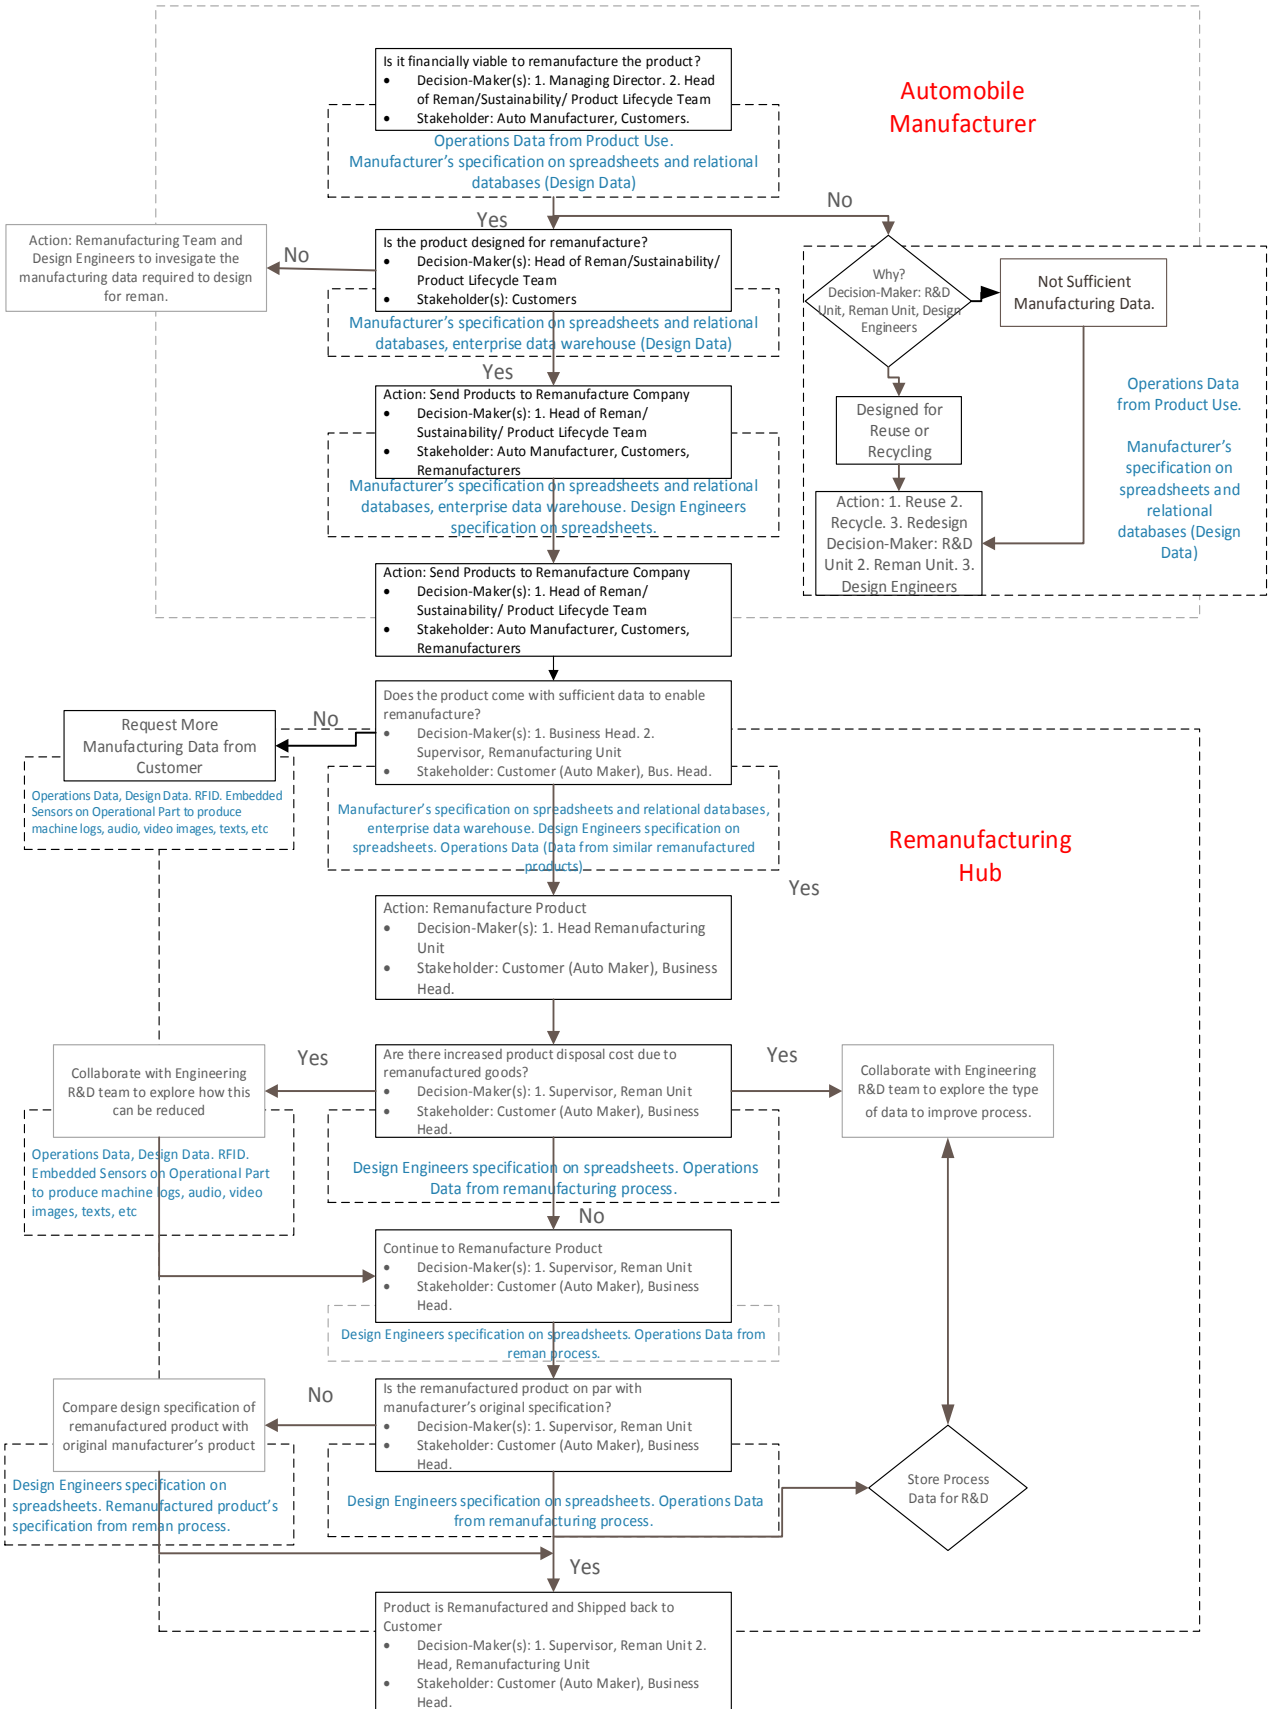 Is it financially viable to remanufacture the product?
• Decision-Maker(s): 1. Managing Director. 2. Head
of Reman/Sustainability/ Product Lifecycle Team
• Stakeholder: Auto Manufacturer, Customers.
Automobile
Manufacturer
Operations Data from Product Use.
Manufacturer's specification on spreadsheets and relational
databases (Design Data)
Yes
No
Action: Remanufacturing Team and
Design Engineers to invesigate the
manufacturing data required to design
for reman.
No
Is the product designed for remanufacture?
• Decision-Maker(s): Head of Reman/Sustainability/
Product Lifecycle Team
• Stakeholder(s): Customers
Why?
Decision-Maker: R&D
Unit, Reman Unit, Design
Engineers
Not Sufficient
Manufacturing Data.
Manufacturer's specification on spreadsheets and relational
databases, enterprise data warehouse (Design Data)
Yes
Action: Send Products to Remanufacture Company
• Decision-Maker(s): 1. Head of Reman/
Sustainability/ Product Lifecycle Team
• Stakeholder: Auto Manufacturer, Customers,
Remanufacturers
Designed for
Reuse or
Recycling
Operations Data
from Product Use.
Manufacturer's
specification on
spreadsheets and
relational
databases (Design
Data)
Manufacturer's specification on spreadsheets and relational
databases, enterprise data warehouse. Design Engineers
specification on spreadsheets.
Action: 1. Reuse 2.
Recycle. 3. Redesign
Decision-Maker: R&D
Unit 2. Reman Unit. 3.
Design Engineers
Action: Send Products to Remanufacture Company
• Decision-Maker(s): 1. Head of Reman/
Sustainability/ Product Lifecycle Team
• Stakeholder: Auto Manufacturer, Customers,
Remanufacturers
Does the product come with sufficient data to enable
remanufacture?
• Decision-Maker(s): 1. Business Head. 2.
Supervisor, Remanufacturing Unit
• Stakeholder: Customer (Auto Maker), Bus. Head.
No
Request More
Manufacturing Data from
Customer
Operations Data, Design Data. RFID. Embedded
Sensors on Operational Part to produce
machine logs, audio, video images, texts, etc
Manufacturer's specification on spreadsheets and relational databases,
enterprise data warehouse. Design Engineers specification on
spreadsheets. Operations Data (Data from similar remanufactured
products)
Remanufacturing
Hub
Yes
Action: Remanufacture Product
• Decision-Maker(s): 1. Head Remanufacturing
Unit
• Stakeholder: Customer (Auto Maker), Business
Head.
Collaborate with Engineering
R&D team to explore how this
can be reduced
Yes
Are there increased product disposal cost due to
remanufactured goods?
• Decision-Maker(s): 1. Supervisor, Reman Unit
• Stakeholder: Customer (Auto Maker), Business
Head.
Yes
Collaborate with Engineering
R&D team to explore the type
of data to improve process.
Operations Data, Design Data. RFID.
Embedded Sensors on Operational Part
to produce machine logs, audio, video
images, texts, etc
Design Engineers specification on spreadsheets. Operations
Data from remanufacturing process.
No
Continue to Remanufacture Product
• Decision-Maker(s): 1. Supervisor, Reman Unit
• Stakeholder: Customer (Auto Maker), Business
Head.
Design Engineers specification on spreadsheets. Operations Data from
reman process.
Compare design specification of
remanufactured product with
original manufacturer's product
No
Is the remanufactured product on par with
manufacturer's original specification?
• Decision-Maker(s): 1. Supervisor, Reman Unit
• Stakeholder: Customer (Auto Maker), Business
Head.
Design Engineers specification on
spreadsheets. Remanufactured product's
specification from reman process.
Design Engineers specification on spreadsheets. Operations Data
from remanufacturing process.
Store Process
Data for R&D
Yes
Product is Remanufactured and Shipped back to
Customer
• Decision-Maker(s): 1. Supervisor, Reman Unit 2.
Head, Remanufacturing Unit
• Stakeholder: Customer (Auto Maker), Business
Head.